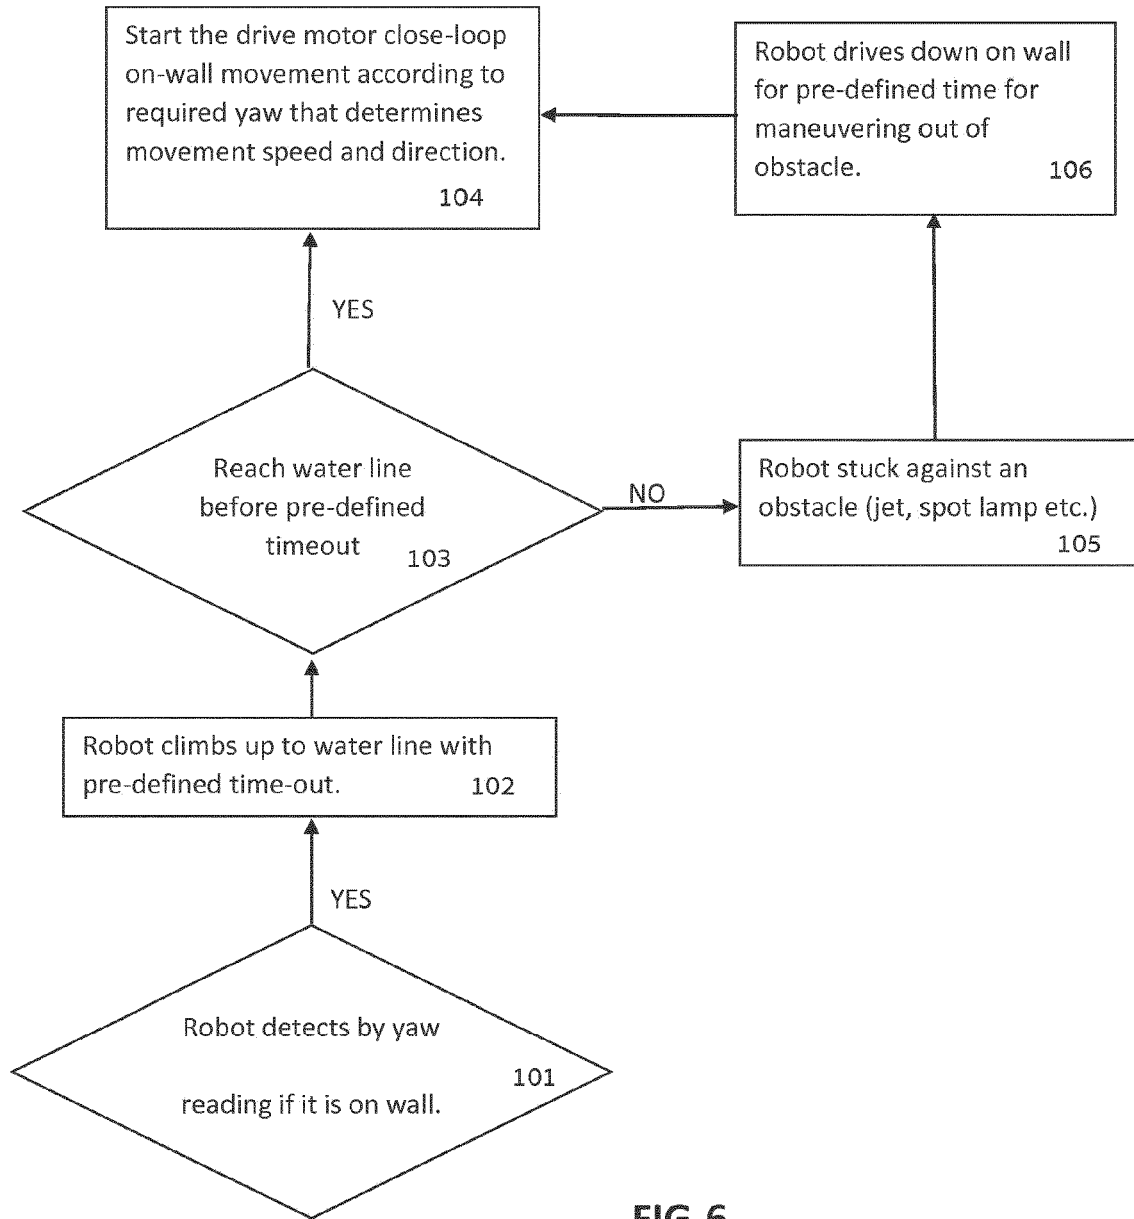 Start the drive motor close-loop
on-wall movement according to
required yaw that determines
movement speed and direction.
104
Robot drives down on wall
for pre-defined time for
maneuvering out of
obstacle.
106
YES
Reach water line
before pre-defined
timeout
103
NO
Robot stuck against an
obstacle (jet, spot lamp etc.)
105
Robot climbs up to water line with
pre-defined time-out.
102
YES
Robot detects by yaw
101
reading if it is on wall.
FIG 6